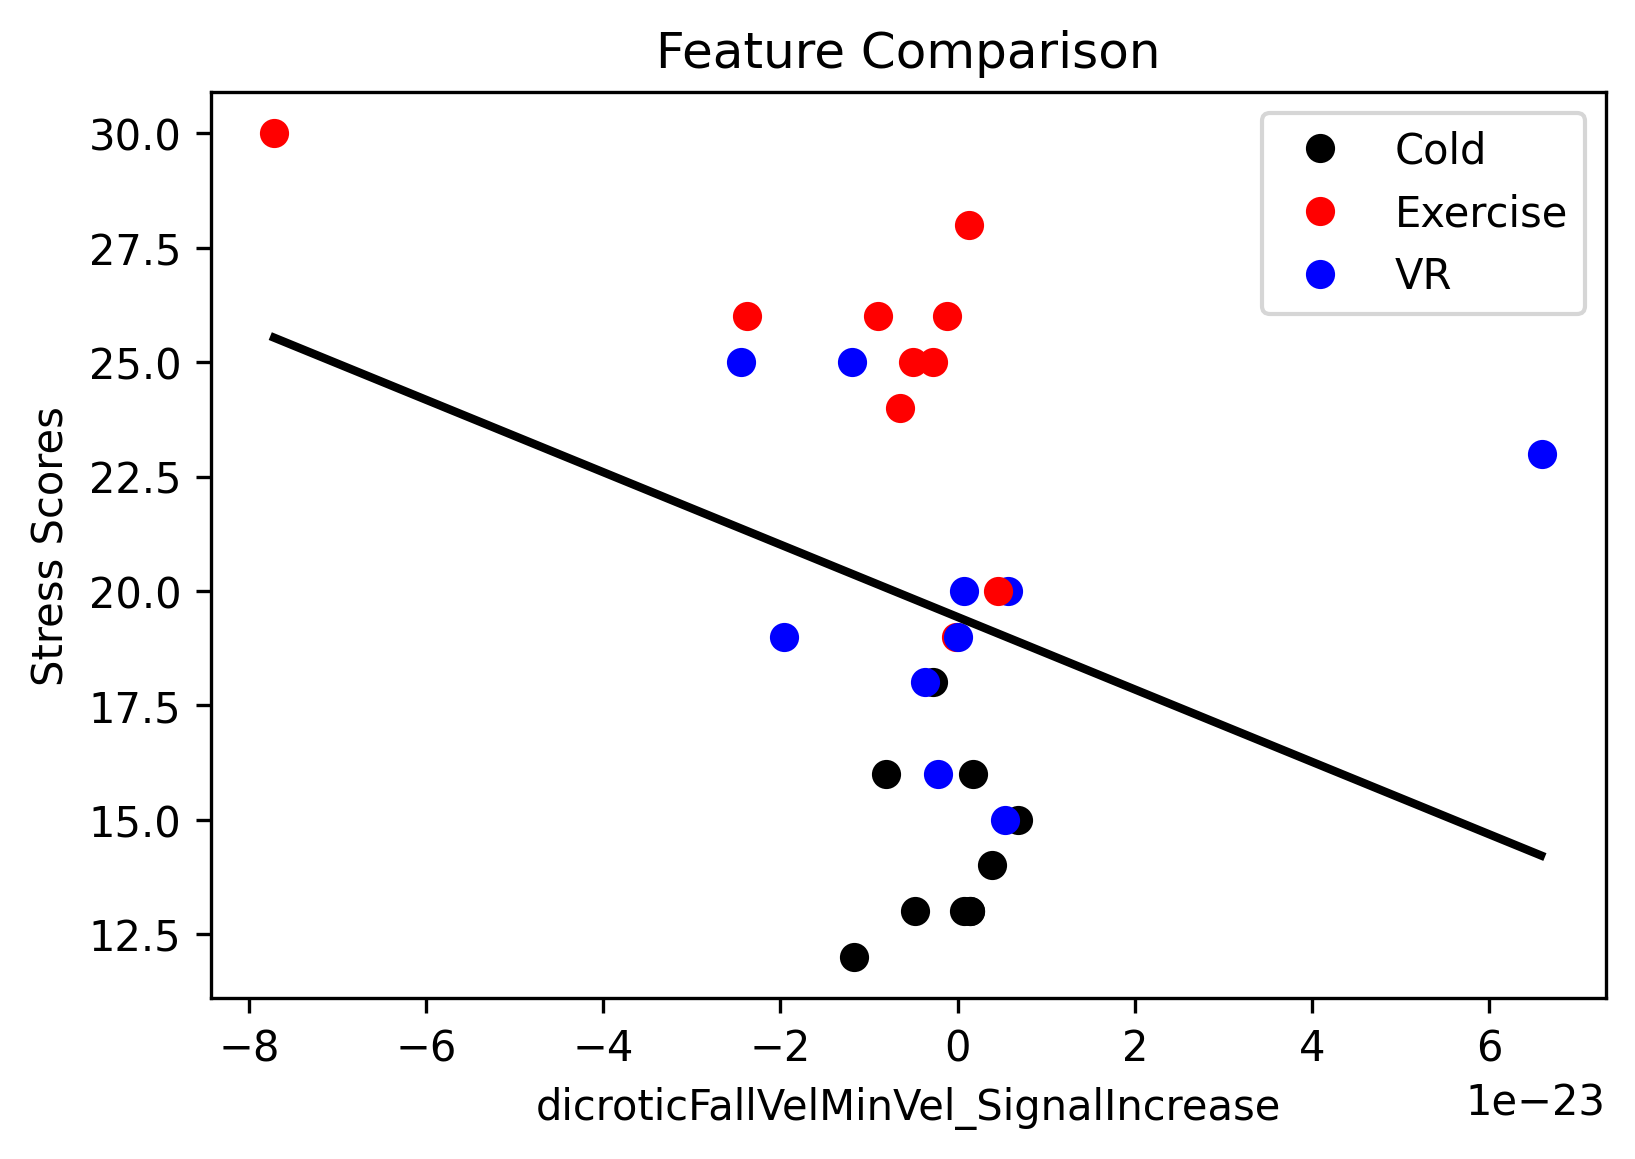 Feature Comparison
Cold
Exercise
VR
Stress Scores
30.0
27.5
25.0
22.5
20.0
17.5
15.0
12.5
−8 −6 −4 −2 0 2 4 6
1e−23
dicroticFallVelMinVel_SignalIncrease